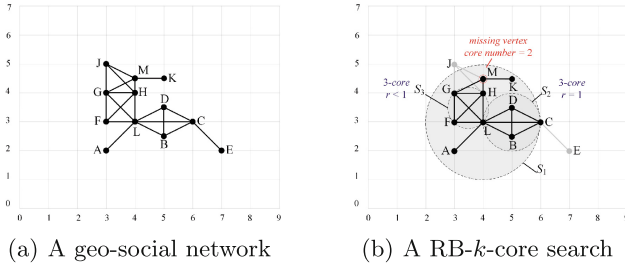 7
6
5
4
3
2
1
0
J
M
K
G
H
D
F
L
C
B
A
E
0 1 2 3 4 5 6 7 8 9
(a) A geo-social network
7
6
5
4
3
2
1
0
missing vertex
core number = 2
J
M
3-core
r < 1
S3
G
H
K
S2
3-core
r = 1
D
F
L
C
B
A
E
S1
0 1 2 3 4 5 6 7 8 9
(b) A RB-k-core search